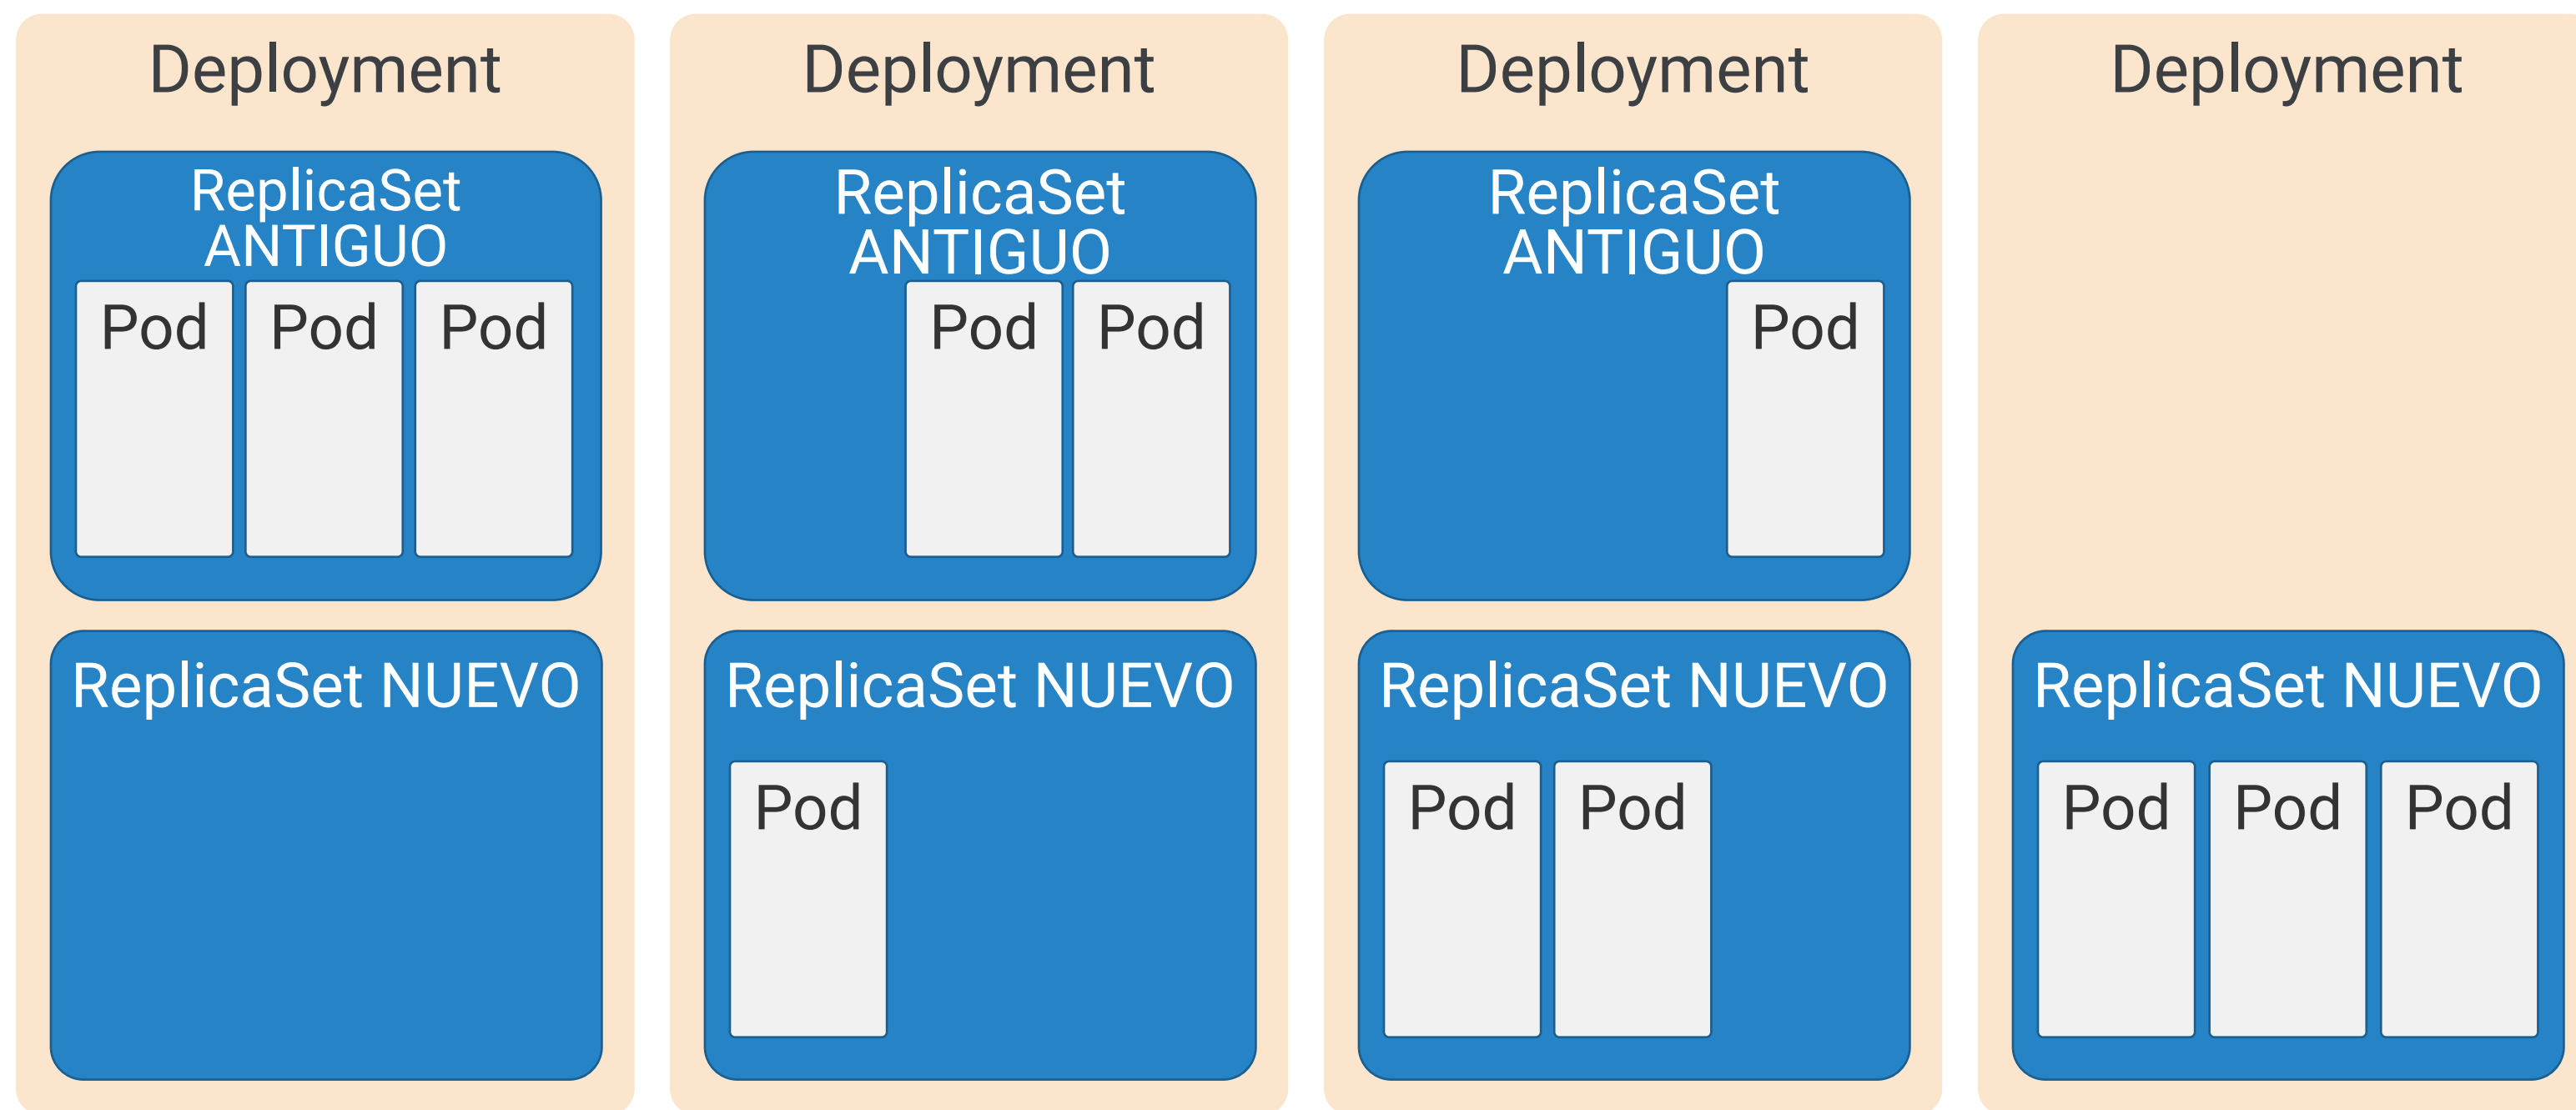 Deployment
ReplicaSet
ANTIGUO
Pod Pod Pod
ReplicaSet NUEVO
Deployment
ReplicaSet
ANTIGUO
Pod Pod
ReplicaSet NUEVO
Pod
Deployment
ReplicaSet
ANTIGUO
Pod
ReplicaSet NUEVO
Pod Pod
Deployment
ReplicaSet NUEVO
Pod Pod Pod